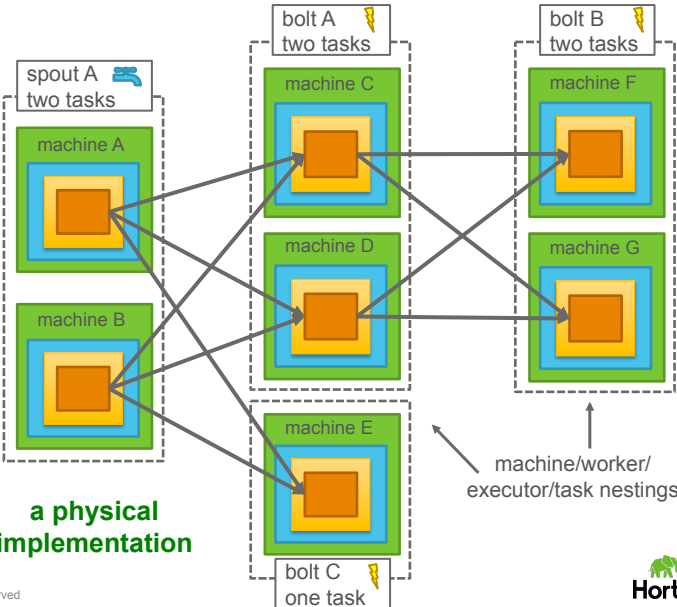 bolt A
two tasks
bolt B
two tasks
spout A
two tasks
machine C
machine F
machine A
machine D
machine G
machine B
machine E
machine/worker/
executor/task nestings
a physical
implementation
bolt C
one task